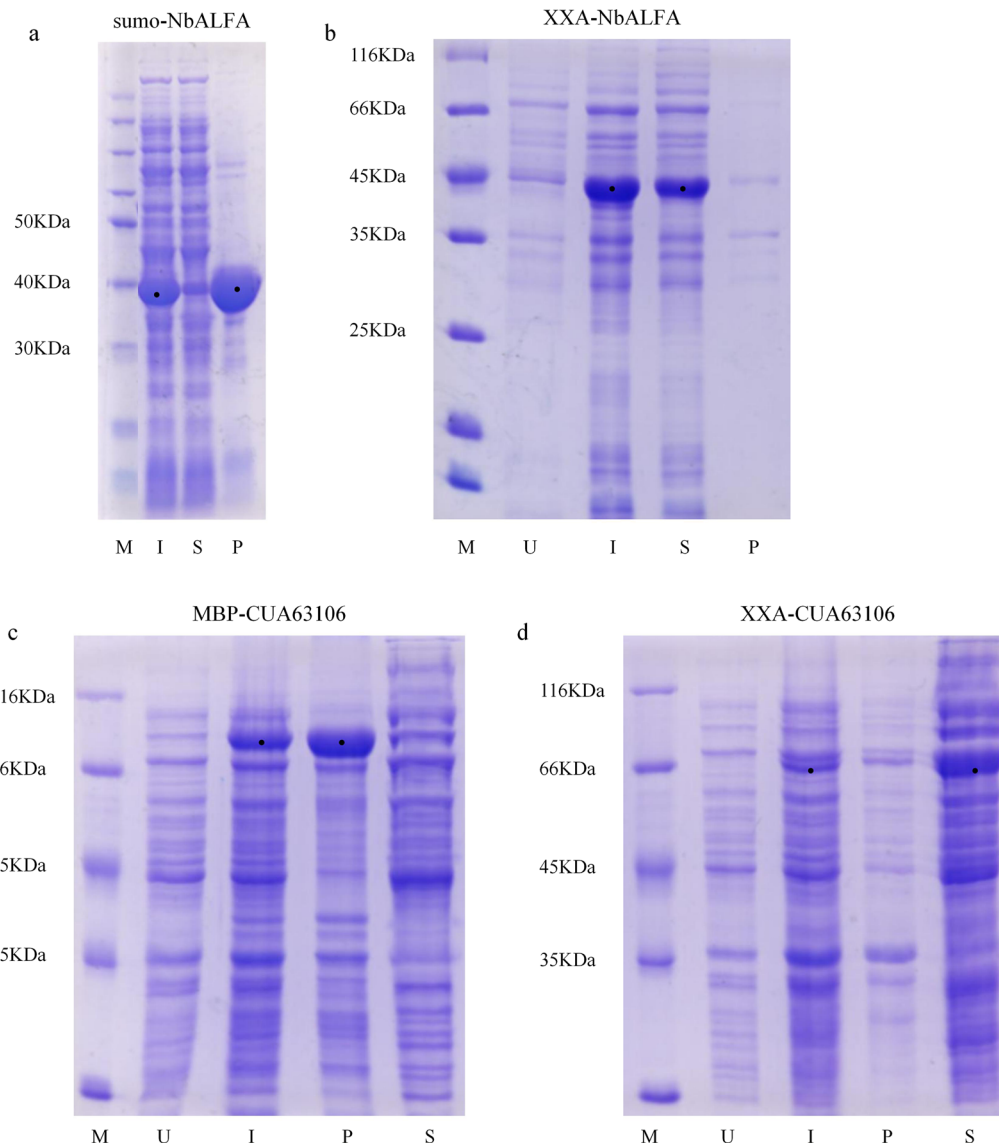 a
sumo-NbALFA
50KDa
40KDa
30KDa
M I S P
b
XXA-NbALFA
116KDa
66KDa
45KDa
35KDa
25KDa
M U I S P
c
MBP-CUA63106
16KDa
6KDa
5KDa
5KDa
M U I P S
d
XXA-CUA63106
116KDa
66KDa
45KDa
35KDa
M U I P S